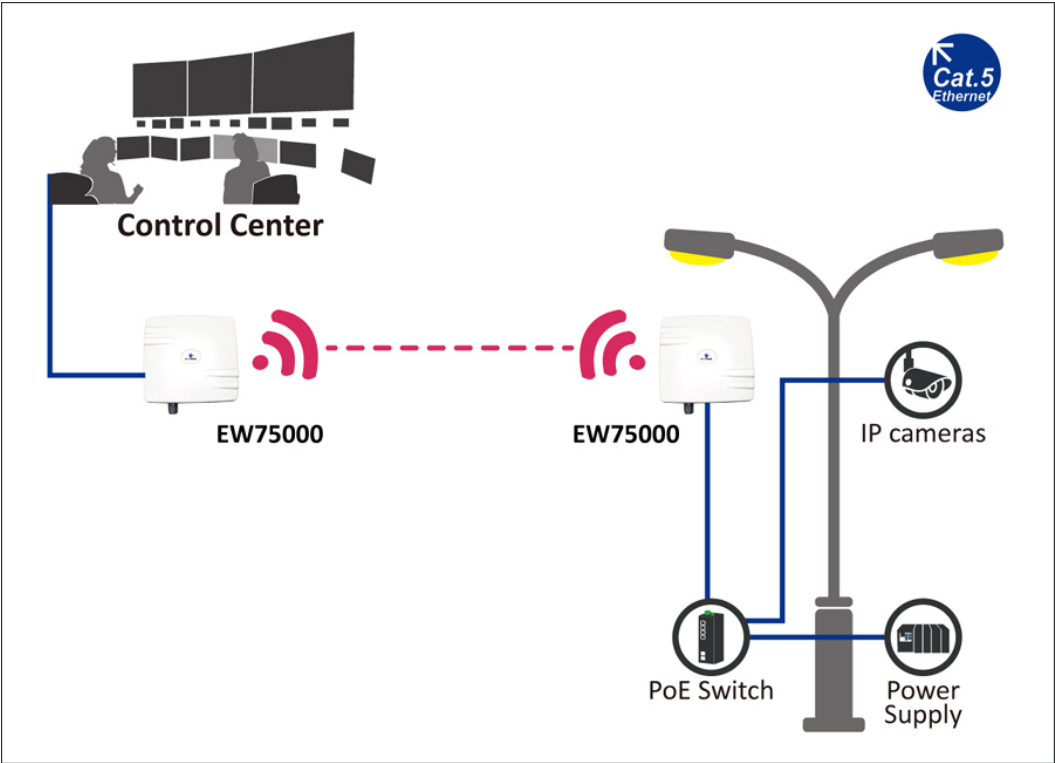 Cat.5
Ethernet
Control Center
EW75000
EW75000
IP cameras
PoE Switch
Power
Supply